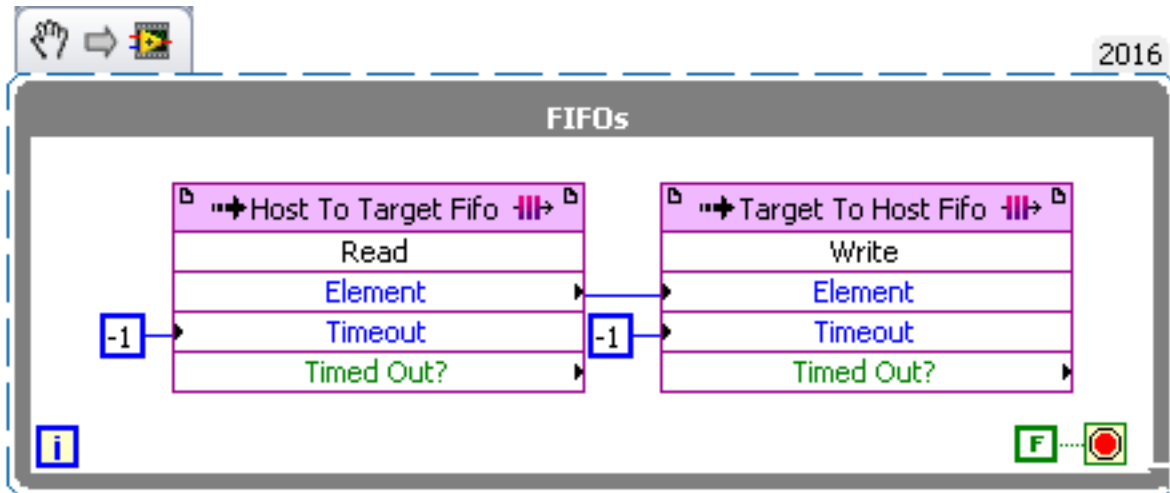 2016
FIFOs
Host To Target Fifo
Target To Host Fifo
Read
Write
Element
Element
-1
Timeout
-1
Timeout
Timed Out?
Timed Out?
i
F